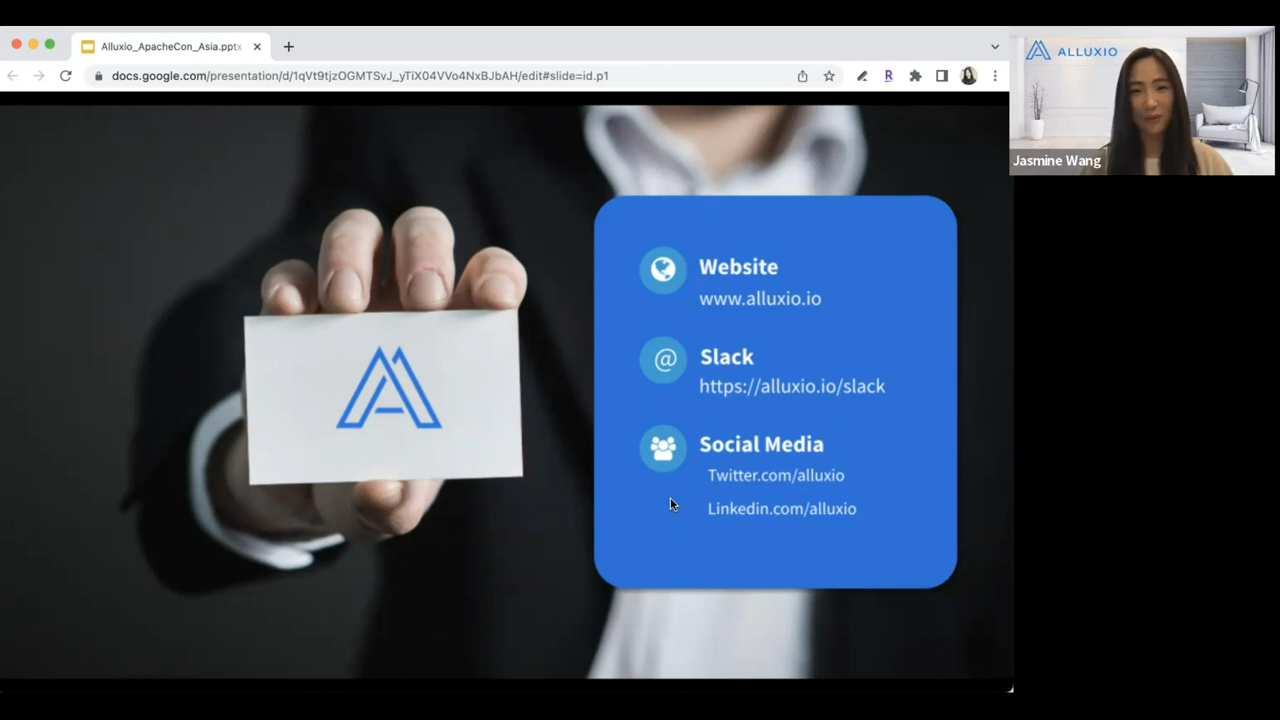 Alluxio_ApacheCon_Asia.pptx
docs.google.com/presentation/d/1qVt9tjzOGMTSvJ_yTiX04VVo4NxBJbAH/edit#slide=id.p1
R
ALLUXIO
Jasmine Wang
Website
www.alluxio.io
@
Slack
https://alluxio.io/slack
Social Media
Twitter.com/alluxio
Linkedin.com/alluxio